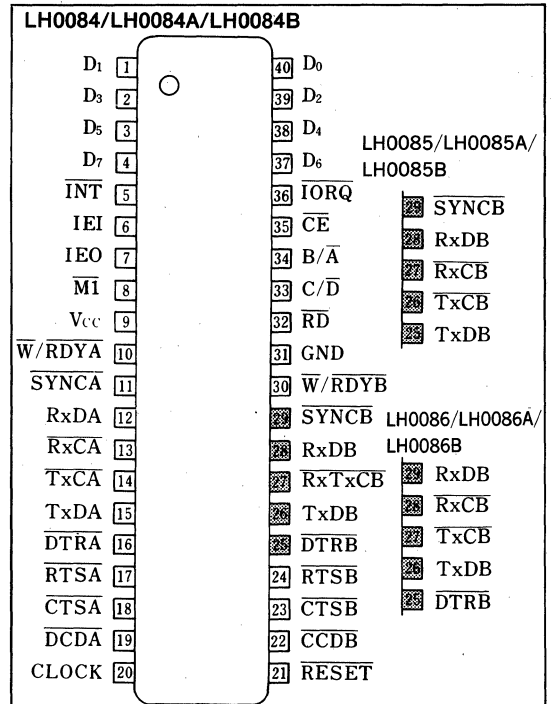 LH0084/LH0084A/LH0084B
D1 1
D3 2
D5 3
D7 4
INT 5
IEI 6
IEO 7
M1 8
VCC 9
W/RDYA 10
SYNCA 11
RxDA 12
RxCA 13
TxCA 14
TxDA 15
DTRA 16
RTSA 17
CTSA 18
DCDA 19
CLOCK 20
40 D0
39 D2
38 D4
37 D6
36 IORQ
35 CE
34 B/A
33 C/D
32 RD
31 GND
30 W/RDYB
29 SYNCB
28 RxDB
27 RxTxCB
26 TxDB
25 DTRB
24 RTSB
23 CTSB
22 CCDB
21 RESET
LH0085/LH0085A/
LH0085B
29 SYNCB
28 RxDB
27 RxCB
26 TxCB
25 TxDB
LH0086/LH0086A/
LH0086B
29 RxDB
28 RxCB
27 TxCB
26 TxDB
25 DTRB